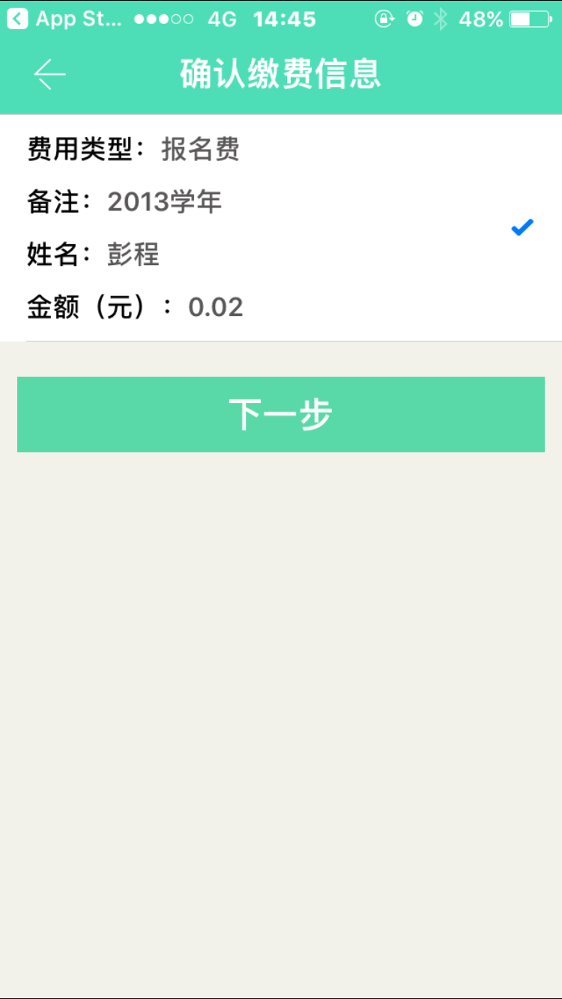 App St... 4G 14:45 48%
确认缴费信息
费用类型：报名费
备注：2013学年
姓名：彭程
金额（元）：0.02
下一步